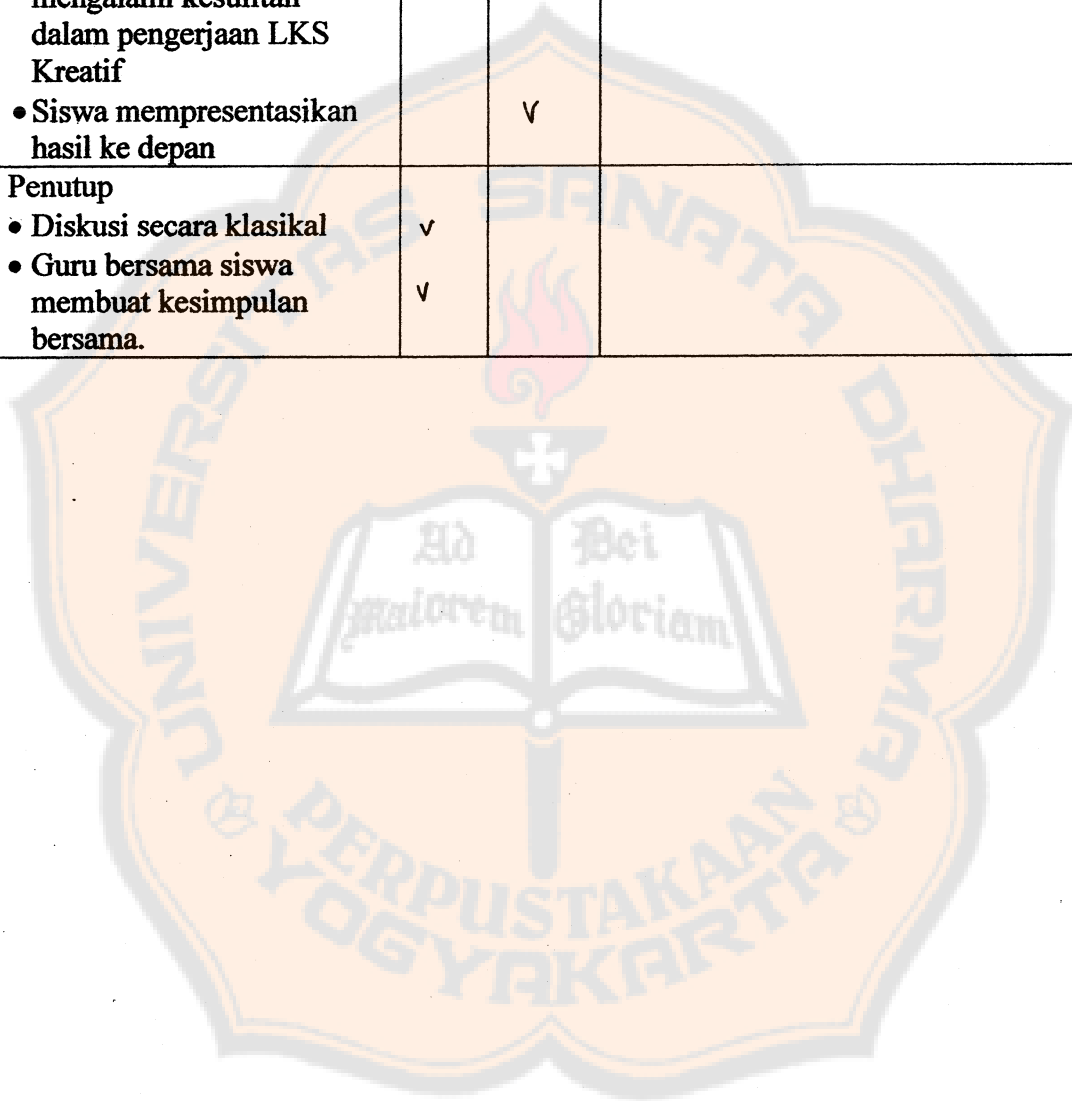 mengalami kesulitan
dalam pengerjaan LKS
Kreatif
• Siswa mempresentasikan v
hasil ke depan
Penutup
• Diskusi secara klasikal v
• Guru bersama siswa
membuat kesimpulan v
bersama.
UNIVERSITAS SANATA DHARMA
Ad Dei
Maiorem Gloriam
PERPUSTAKAAN
YOGYAKARTA